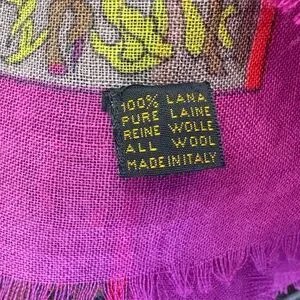 100% LANA
PURE LAINE
REINE WOLLE
ALL WOOL
MADE IN ITALY